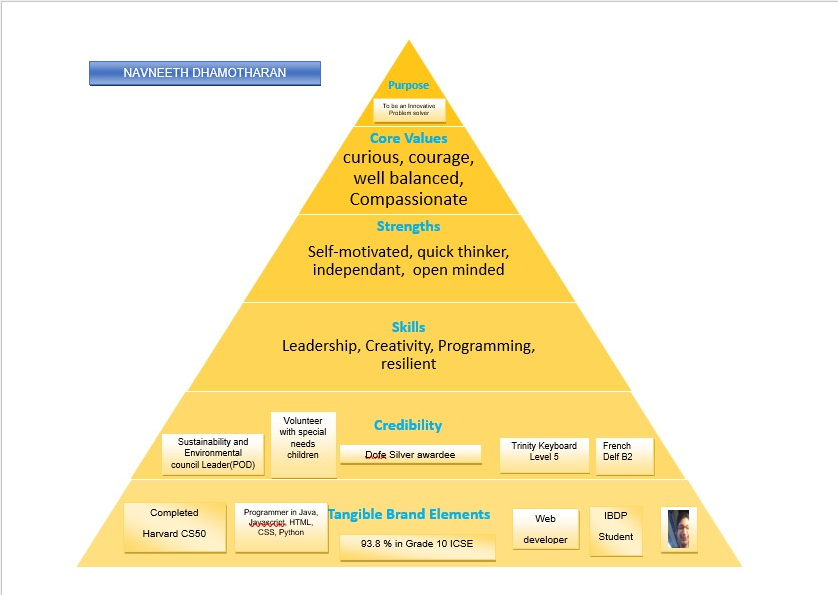 NAVNEETH DHAMOTHARAN
Purpose
To be an Innovative
Problem solver
Core Values
curious, courage,
well balanced,
Compassionate
Strengths
Self-motivated, quick thinker,
independant, open minded
Skills
Leadership, Creativity, Programming,
resilient
Credibility
Sustainability and
Environmental
council Leader(POD)
Volunteer
with special
needs
children
Dofe Silver awardee
Trinity Keyboard
Level 5
French
Delf B2
Tangible Brand Elements
Completed
Harvard CS50
Programmer in Java,
Javascript, HTML,
CSS, Python
93.8 % in Grade 10 ICSE
Web
developer
IBDP
Student